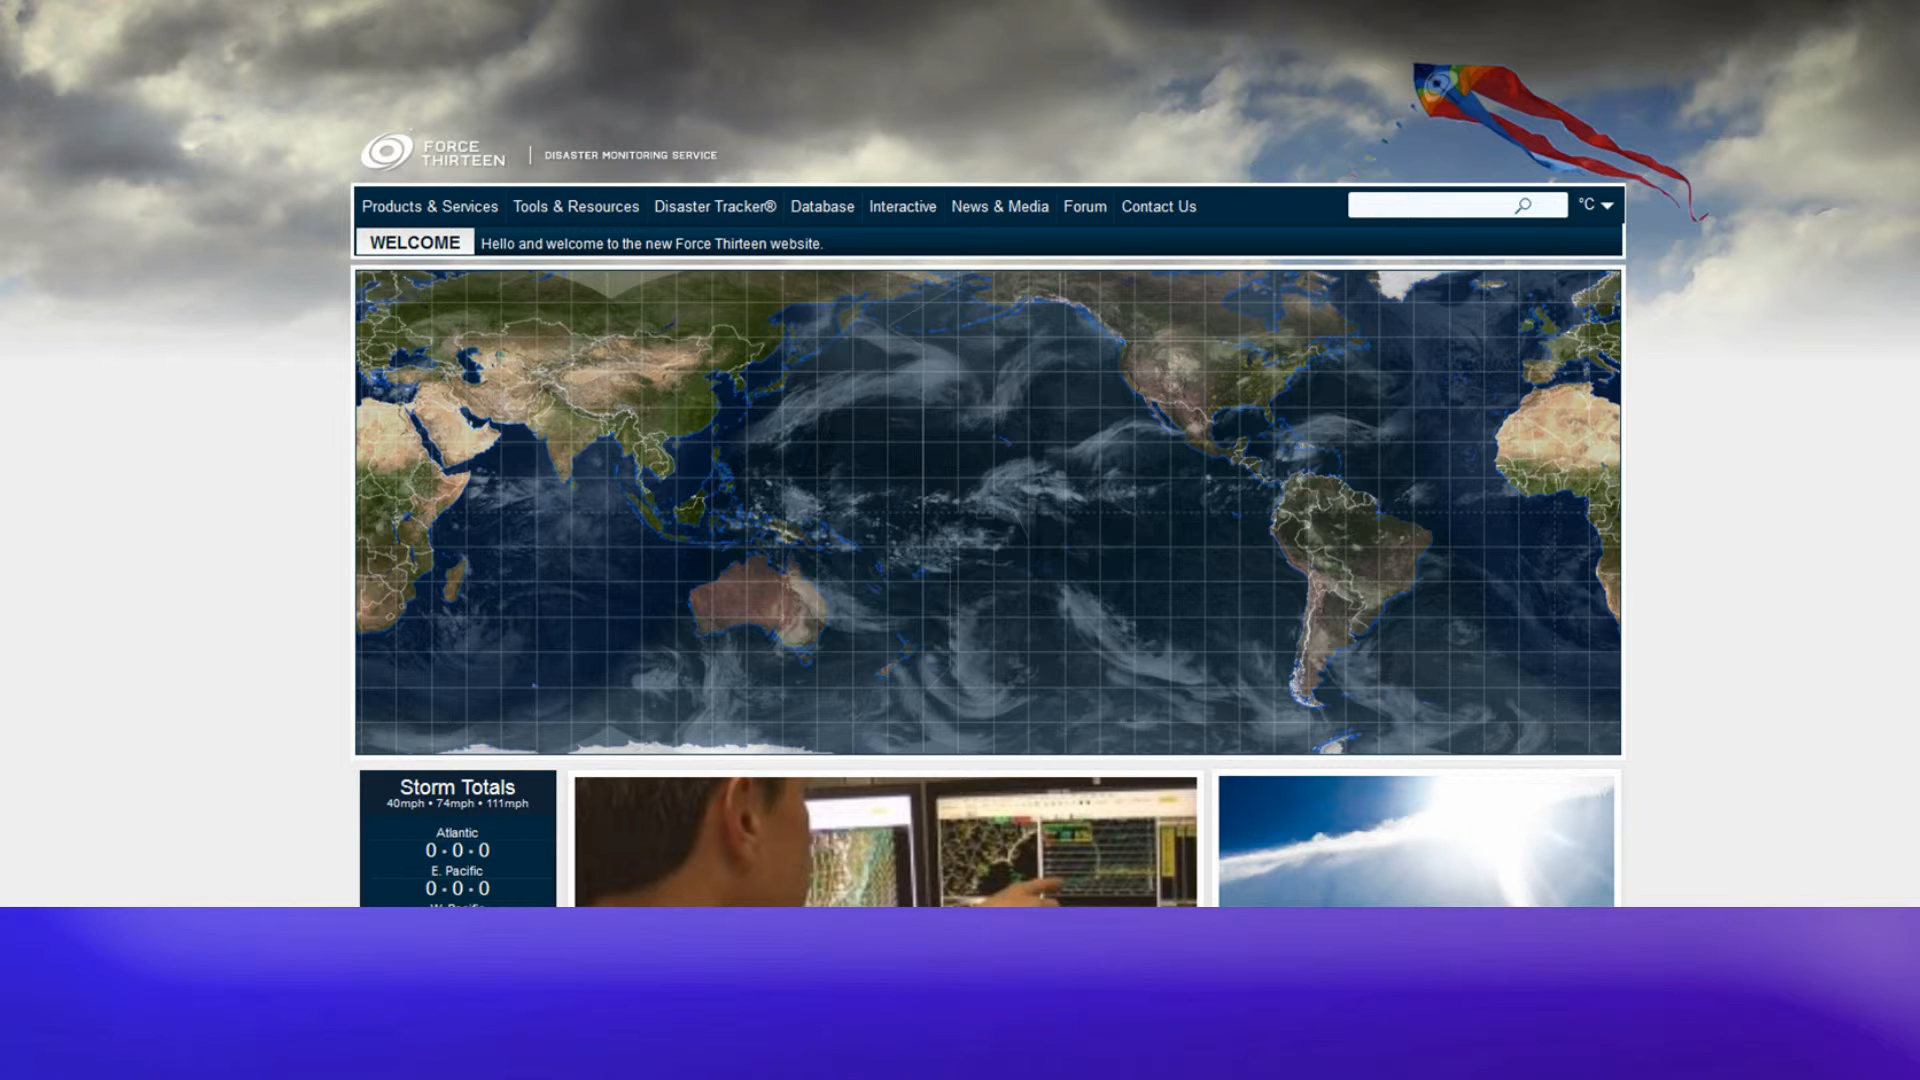 FORCE
THIRTEEN
DISASTER MONITORING SERVICE
Products & Services Tools & Resources Disaster Tracker® Database Interactive News & Media Forum Contact Us °C
WELCOME Hello and welcome to the new Force Thirteen website.
Storm Totals
40mph • 74mph • 111mph
Atlantic
0 - 0 - 0
E. Pacific
0 - 0 - 0